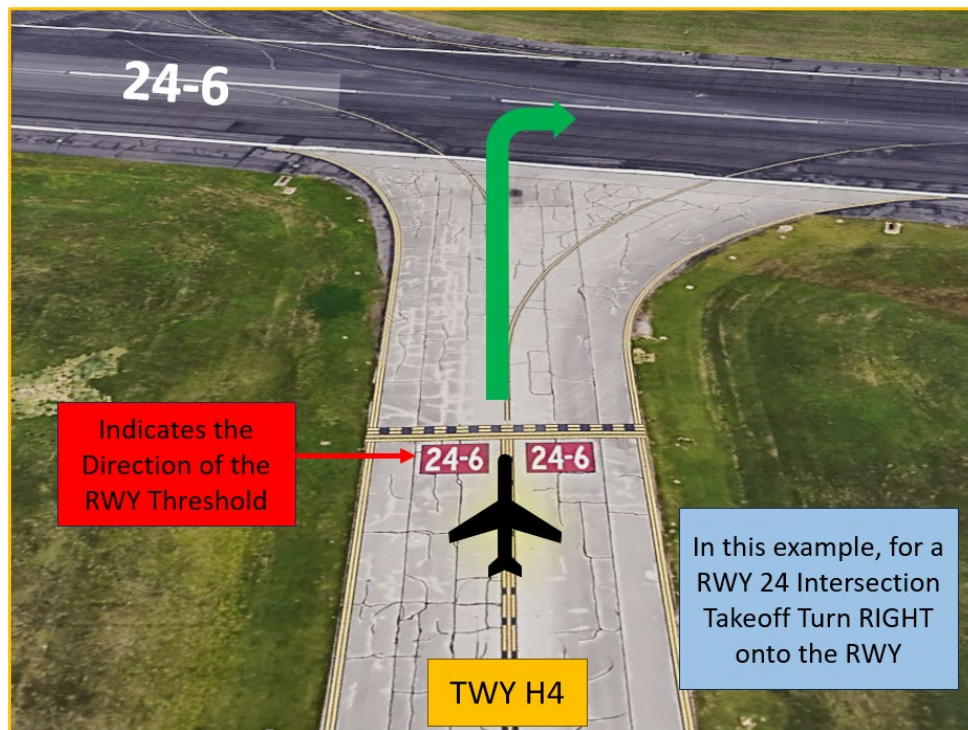 24-6
Indicates the
Direction of the
RWY Threshold
24-6 24-6
In this example, for a
RWY 24 Intersection
Takeoff Turn RIGHT
onto the RWY
TWY H4